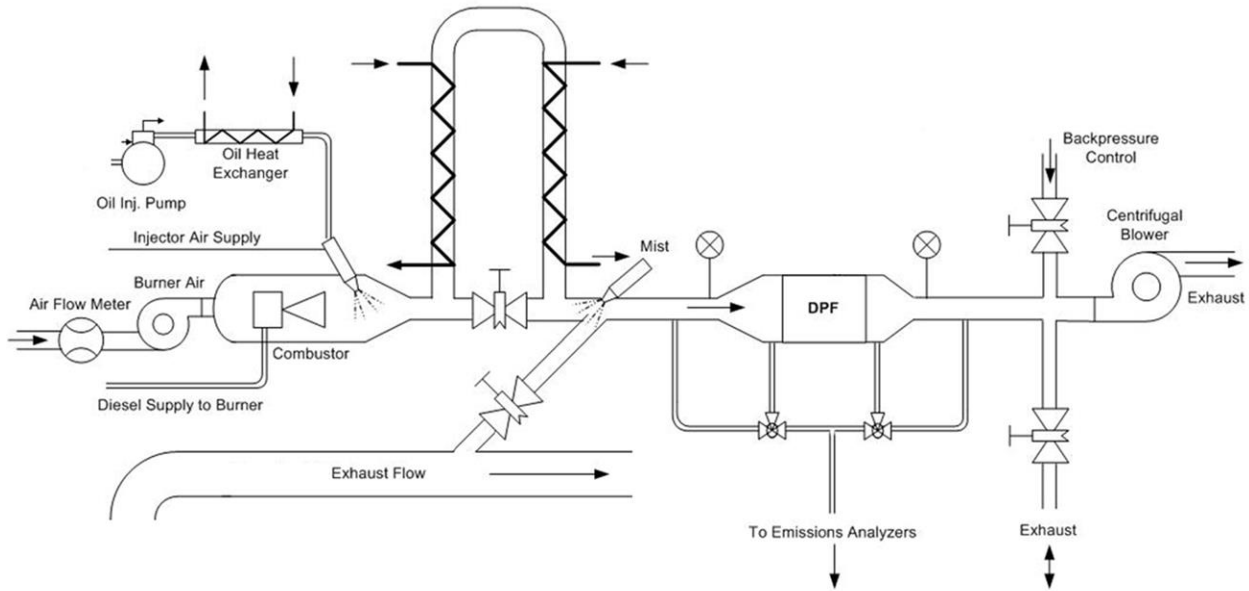 Oil Heat
Exchanger
Oil Inj. Pump
Injector Air Supply
Burner Air
Air Flow Meter
Combustor
Diesel Supply to Burner
Exhaust Flow
Mist
DPF
To Emissions Analyzers
Backpressure
Control
Centrifugal
Blower
Exhaust
Exhaust